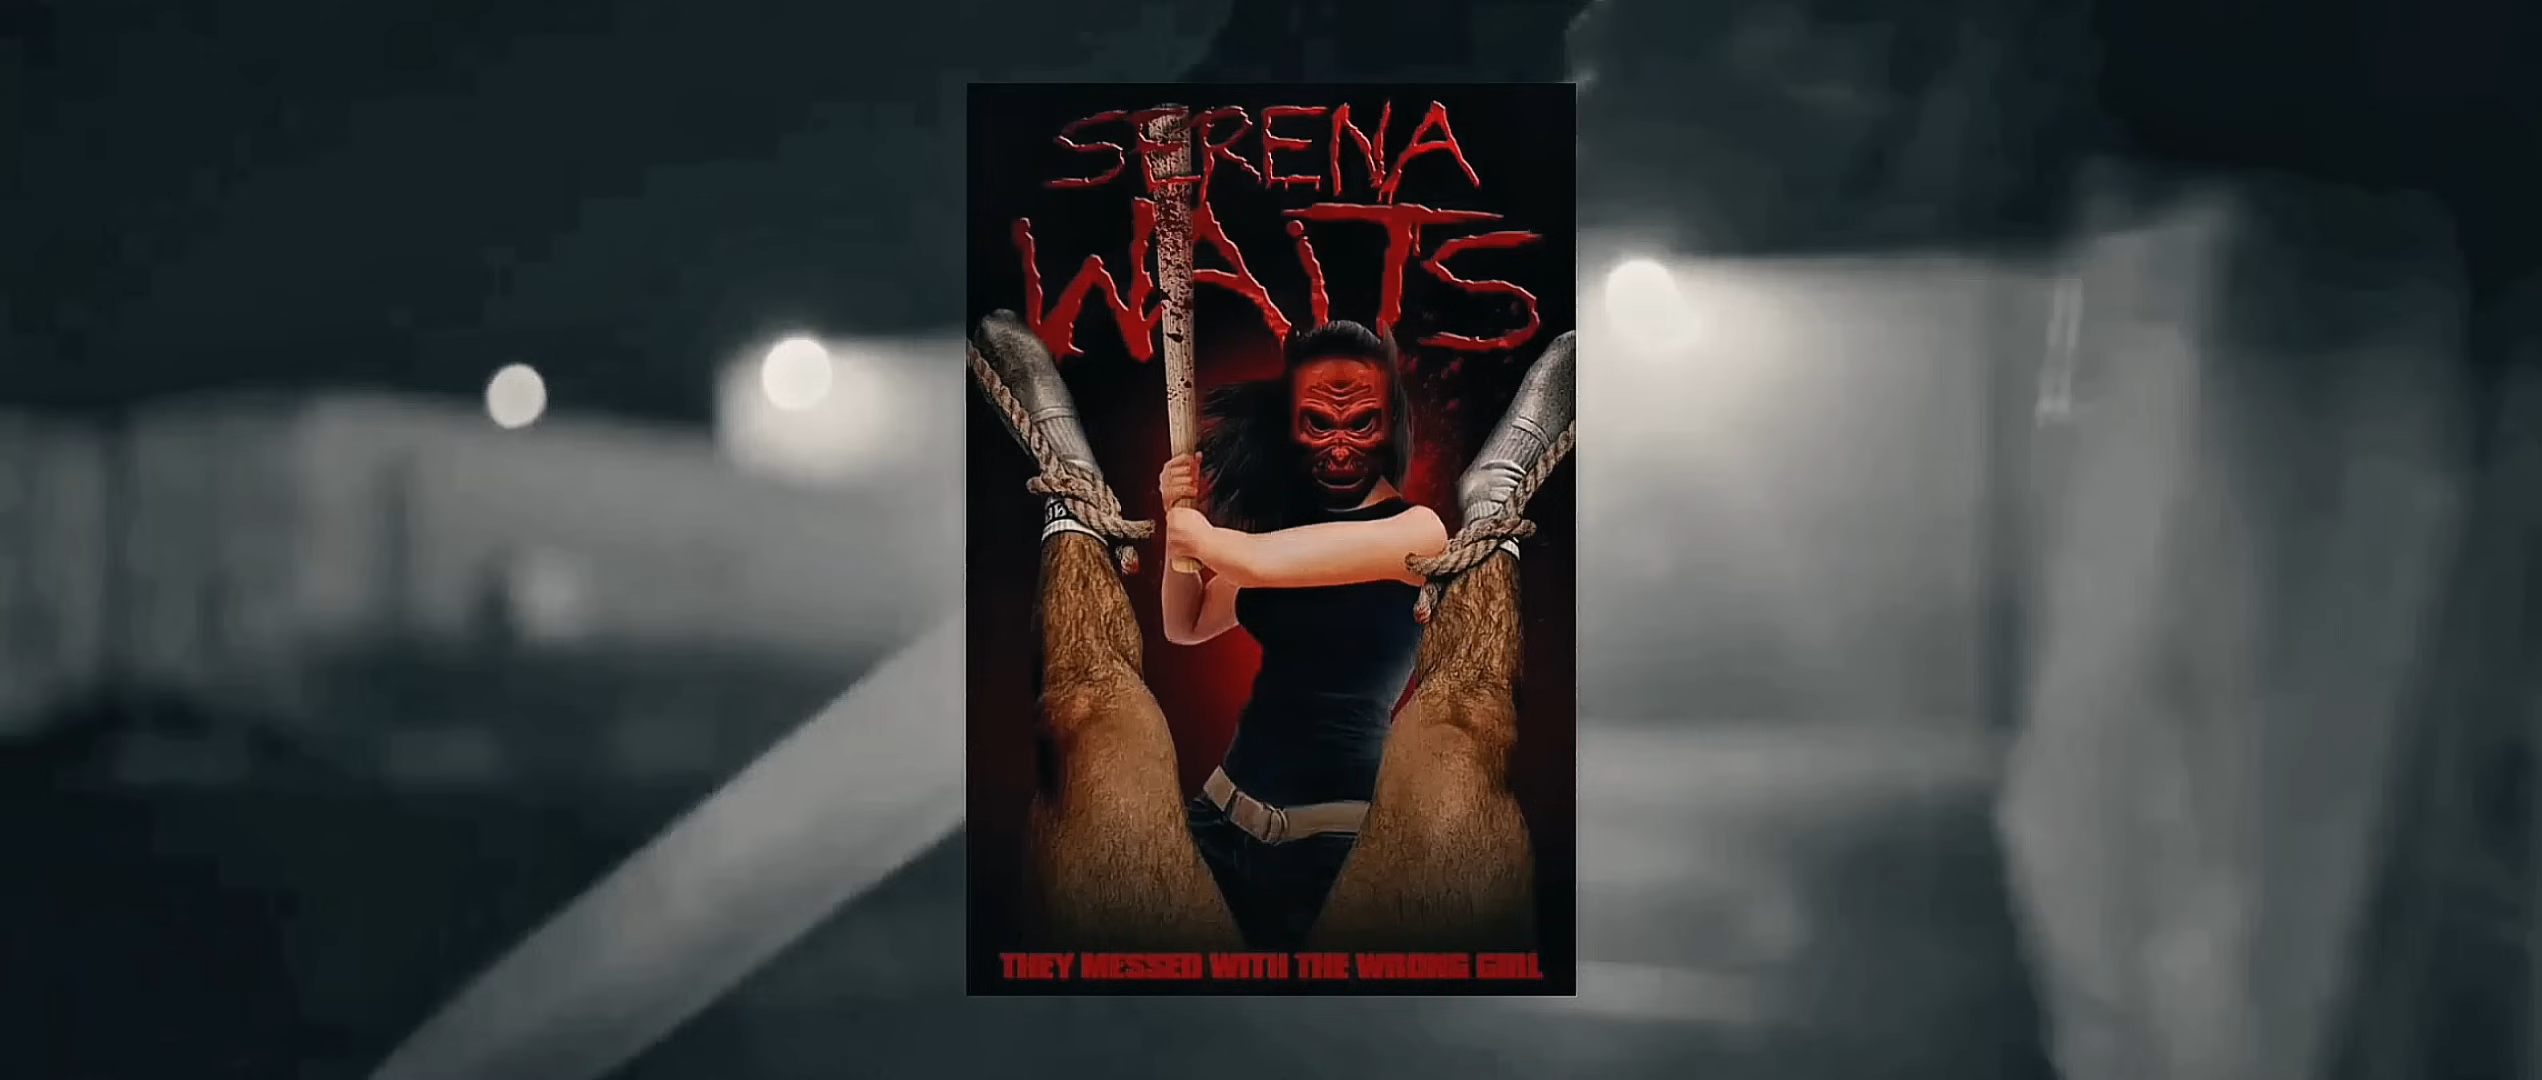 SERENA
WAiTS
THEY MESSED WITH THE WRONG GIRL